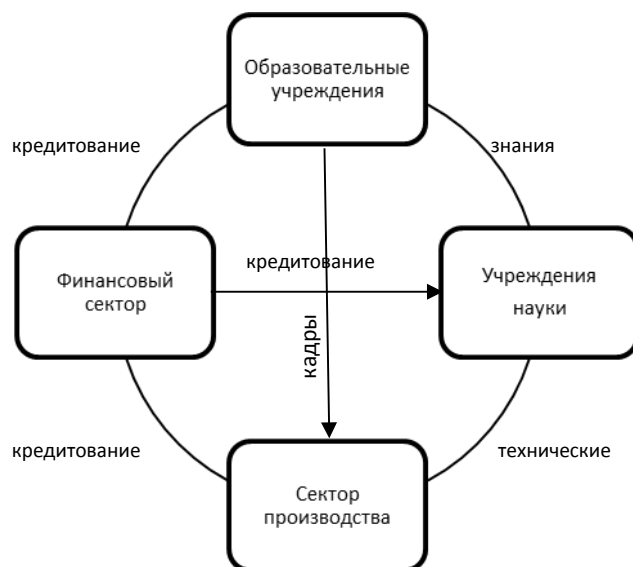 Образовательные
учреждения
кредитование
знания
Финансовый
сектор
кредитование
Учреждения
науки
кадры
кредитование
технические
Сектор
производства